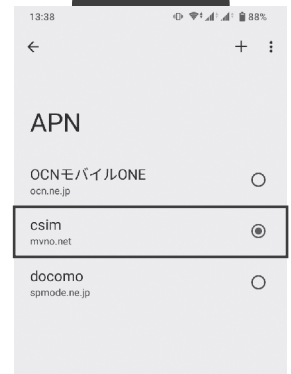 13:38
88%
APN
OCNモバイルONE
ocn.ne.jp
csim
mvno.net
docomo
spmode.ne.jp